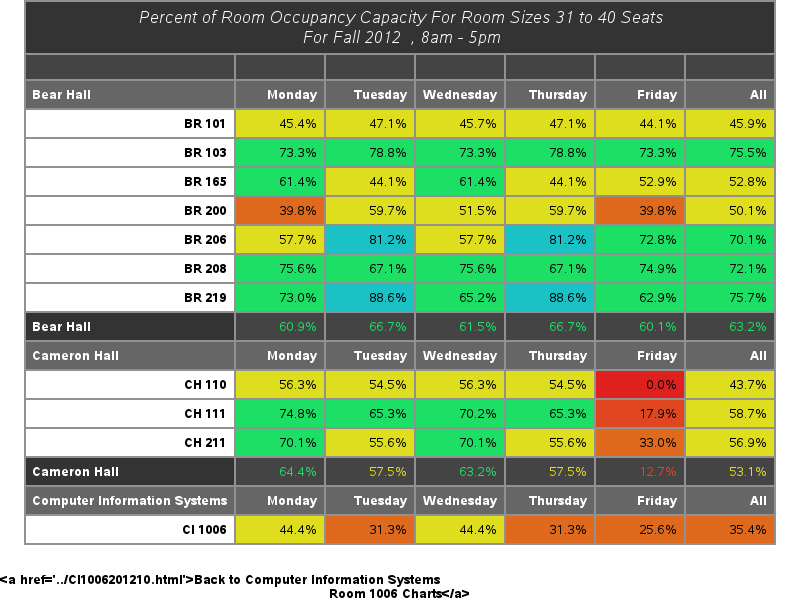 Percent of Room Occupancy Capacity For Room Sizes 31 to 40 Seats
For Fall 2012 , 8am - 5pm
Bear Hall Monday Tuesday Wednesday Thursday Friday All
BR 101 45.4% 47.1% 45.7% 47.1% 44.1% 45.9%
BR 103 73.3% 78.8% 73.3% 78.8% 73.3% 75.5%
BR 165 61.4% 44.1% 61.4% 44.1% 52.9% 52.8%
BR 200 39.8% 59.7% 51.5% 59.7% 39.8% 50.1%
BR 206 57.7% 81.2% 57.7% 81.2% 72.8% 70.1%
BR 208 75.6% 67.1% 75.6% 67.1% 74.9% 72.1%
BR 219 73.0% 88.6% 65.2% 88.6% 62.9% 75.7%
Bear Hall 60.9% 66.7% 61.5% 66.7% 60.1% 63.2%
Cameron Hall Monday Tuesday Wednesday Thursday Friday All
CH 110 56.3% 54.5% 56.3% 54.5% 0.0% 43.7%
CH 111 74.8% 65.3% 70.2% 65.3% 17.9% 58.7%
CH 211 70.1% 55.6% 70.1% 55.6% 33.0% 56.9%
Cameron Hall 64.4% 57.5% 63.2% 57.5% 12.7% 53.1%
Computer Information Systems Monday Tuesday Wednesday Thursday Friday All
CI 1006 44.4% 31.3% 44.4% 31.3% 25.6% 35.4%
<a href='../CI1006201210.html'>Back to Computer Information Systems
Room 1006 Charts</a>